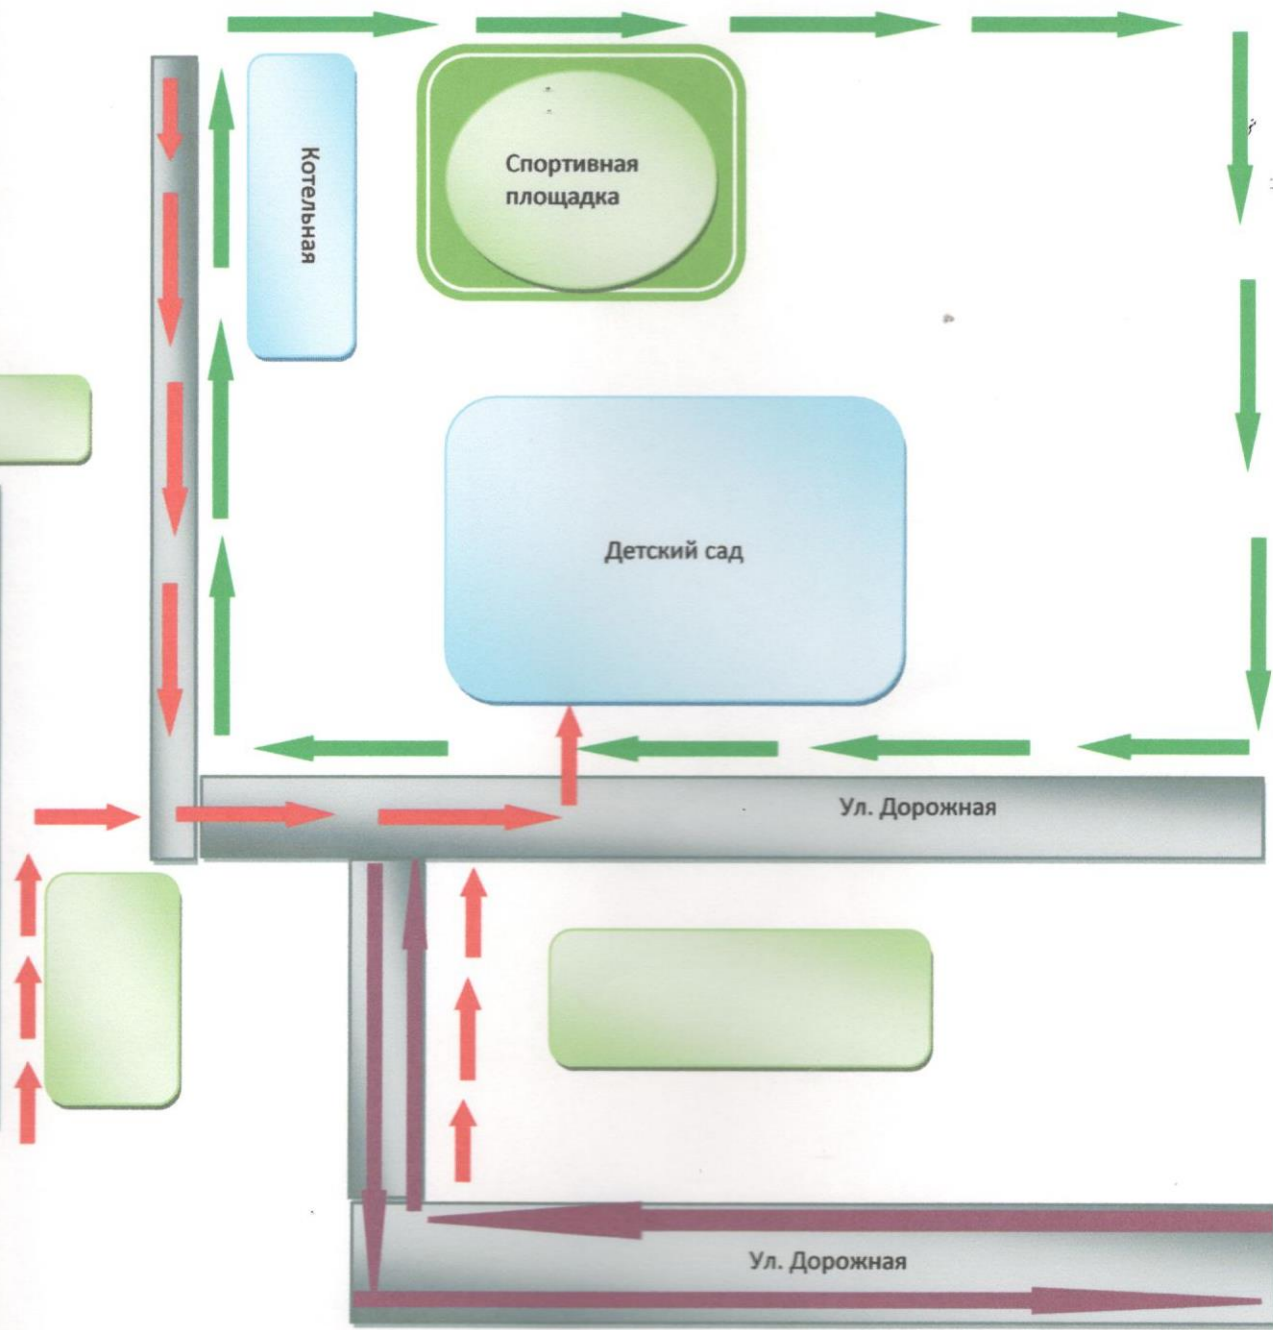 Котельная
Спортивная
площадка
Детский сад
Ул. Дорожная
Ул. Дорожная